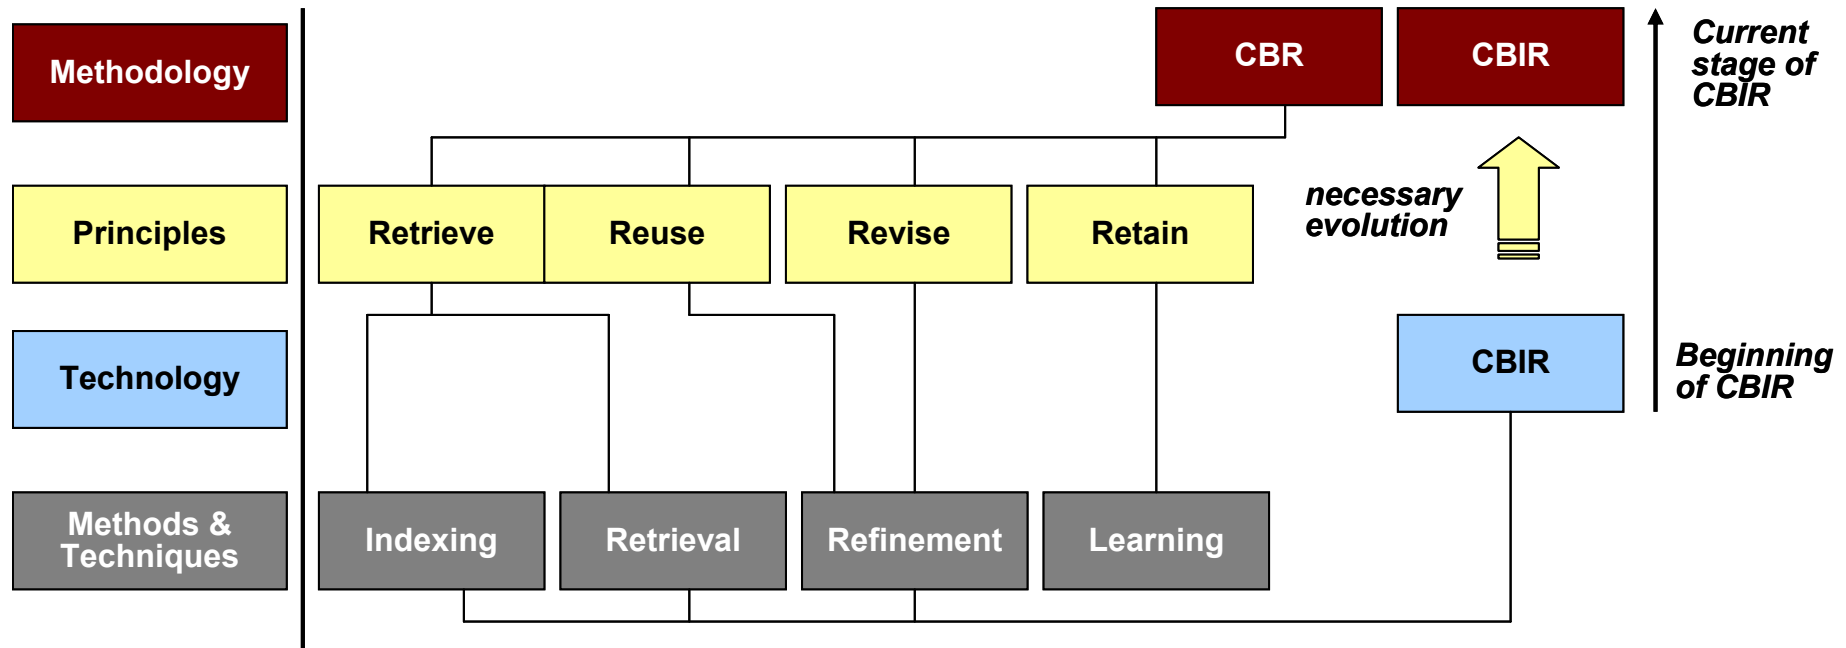 Methodology
CBR
CBIR
Current
stage of
CBIR
Principles
Retrieve
Reuse
Revise
Retain
necessary
evolution
Technology
CBIR
Beginning
of CBIR
Methods &
Techniques
Indexing
Retrieval
Refinement
Learning